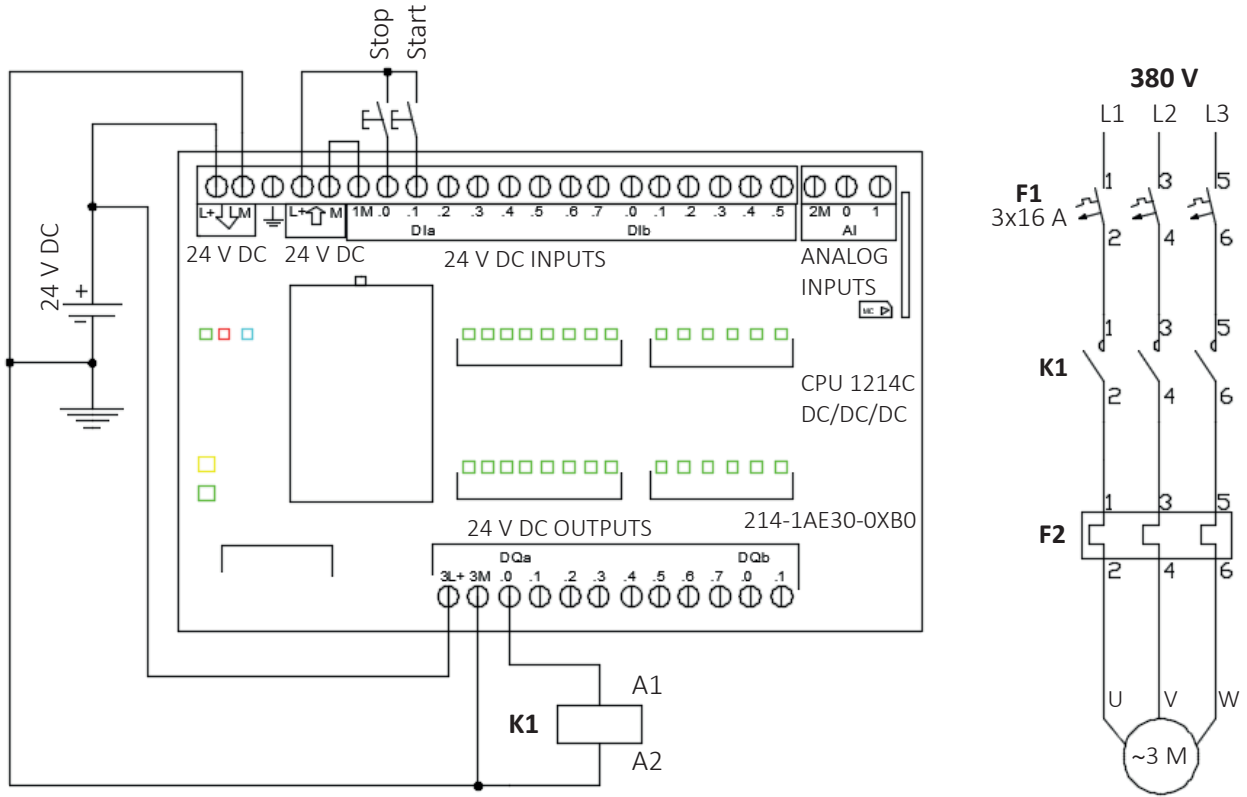 Stop
Start
380 V
L1 L2 L3
F1
3x16 A
1 3 5
2 4 6
L+ M L+ M 1M .0 .1 .2 .3 .4 .5 .6 .7 .0 .1 .2 .3 .4 .5 2M 0 1
DIa DIb AI
24 V DC 24 V DC 24 V DC INPUTS ANALOG
INPUTS
24 V DC
+
−
MC
K1
1 3 5
2 4 6
CPU 1214C
DC/DC/DC
214-1AE30-0XB0
24 V DC OUTPUTS
F2
1 3 5
2 4 6
DQa DQb
3L+ 3M .0 .1 .2 .3 .4 .5 .6 .7 .0 .1
K1
A1
A2
U V W
~3 M